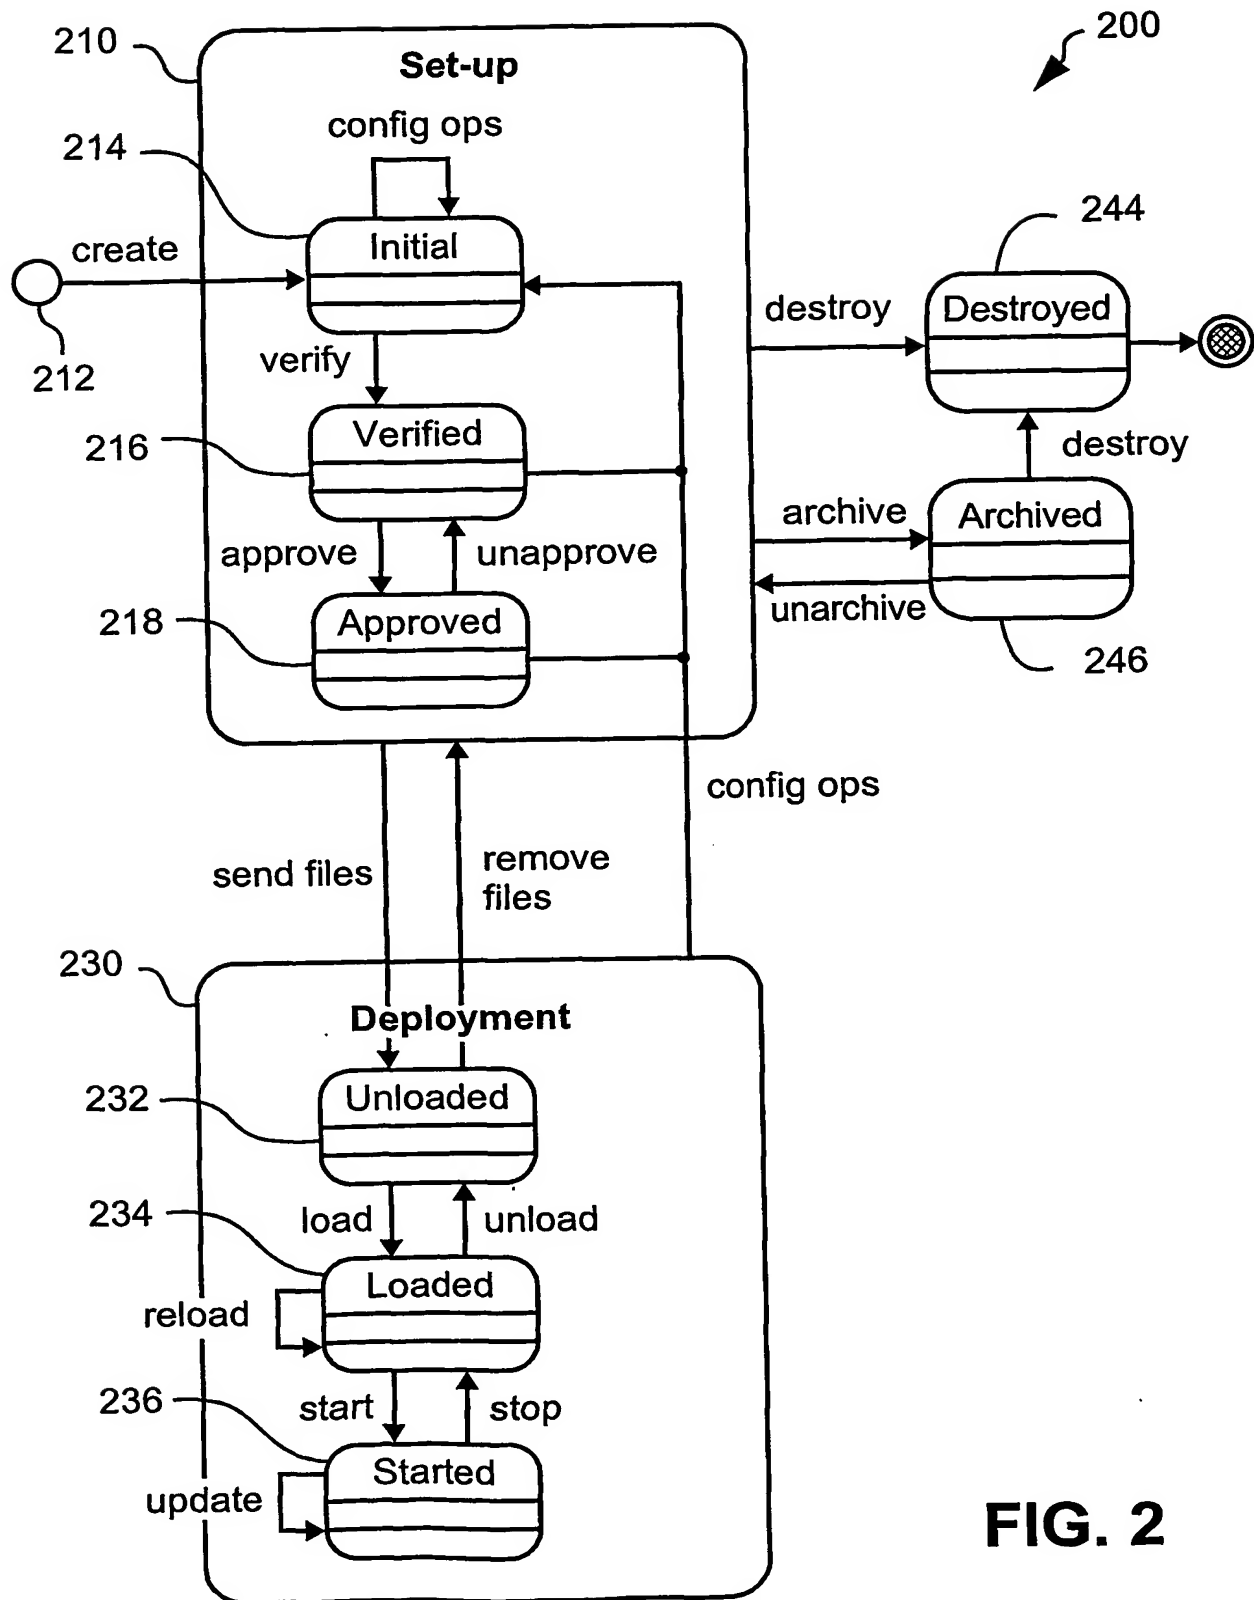 200
210
Set-up
config ops
214
Initial
create
212
verify
Verified
216
approve
unapprove
Approved
218
destroy
244
Destroyed
destroy
archive
Archived
unarchive
246
config ops
send files
remove
files
230
Deployment
Unloaded
232
load
unload
234
Loaded
reload
start
stop
236
Started
update
FIG. 2